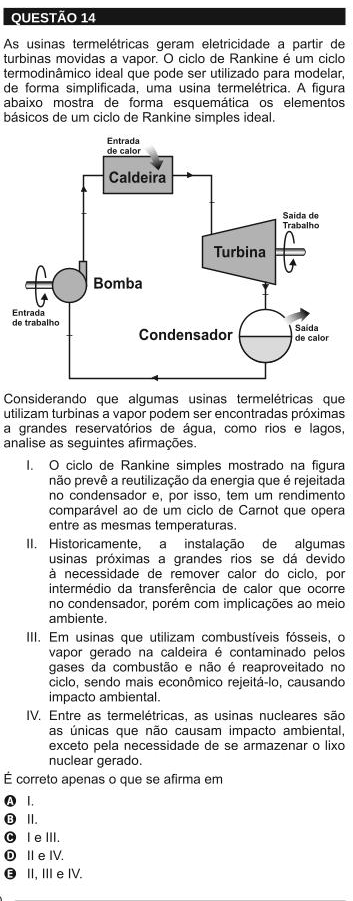 QUESTÃO 14
As usinas termelétricas geram eletricidade a partir de
turbinas movidas a vapor. O ciclo de Rankine é um ciclo
termodinâmico ideal que pode ser utilizado para modelar,
de forma simplificada, uma usina termelétrica. A figura
abaixo mostra de forma esquemática os elementos
básicos de um ciclo de Rankine simples ideal.
Entrada
de calor
Caldeira
Saída de
Trabalho
Turbina
Bomba
Entrada
de trabalho
Condensador
Saída
de calor
Considerando que algumas usinas termelétricas que
utilizam turbinas a vapor podem ser encontradas próximas
a grandes reservatórios de água, como rios e lagos,
analise as seguintes afirmações.
I. O ciclo de Rankine simples mostrado na figura
não prevê a reutilização da energia que é rejeitada
no condensador e, por isso, tem um rendimento
comparável ao de um ciclo de Carnot que opera
entre as mesmas temperaturas.
II. Historicamente, a instalação de algumas
usinas próximas a grandes rios se dá devido
à necessidade de remover calor do ciclo, por
intermédio da transferência de calor que ocorre
no condensador, porém com implicações ao meio
ambiente.
III. Em usinas que utilizam combustíveis fósseis, o
vapor gerado na caldeira é contaminado pelos
gases da combustão e não é reaproveitado no
ciclo, sendo mais econômico rejeitá-lo, causando
impacto ambiental.
IV. Entre as termelétricas, as usinas nucleares são
as únicas que não causam impacto ambiental,
exceto pela necessidade de se armazenar o lixo
nuclear gerado.
É correto apenas o que se afirma em
A I.
B II.
C I e III.
D II e IV.
E II, III e IV.